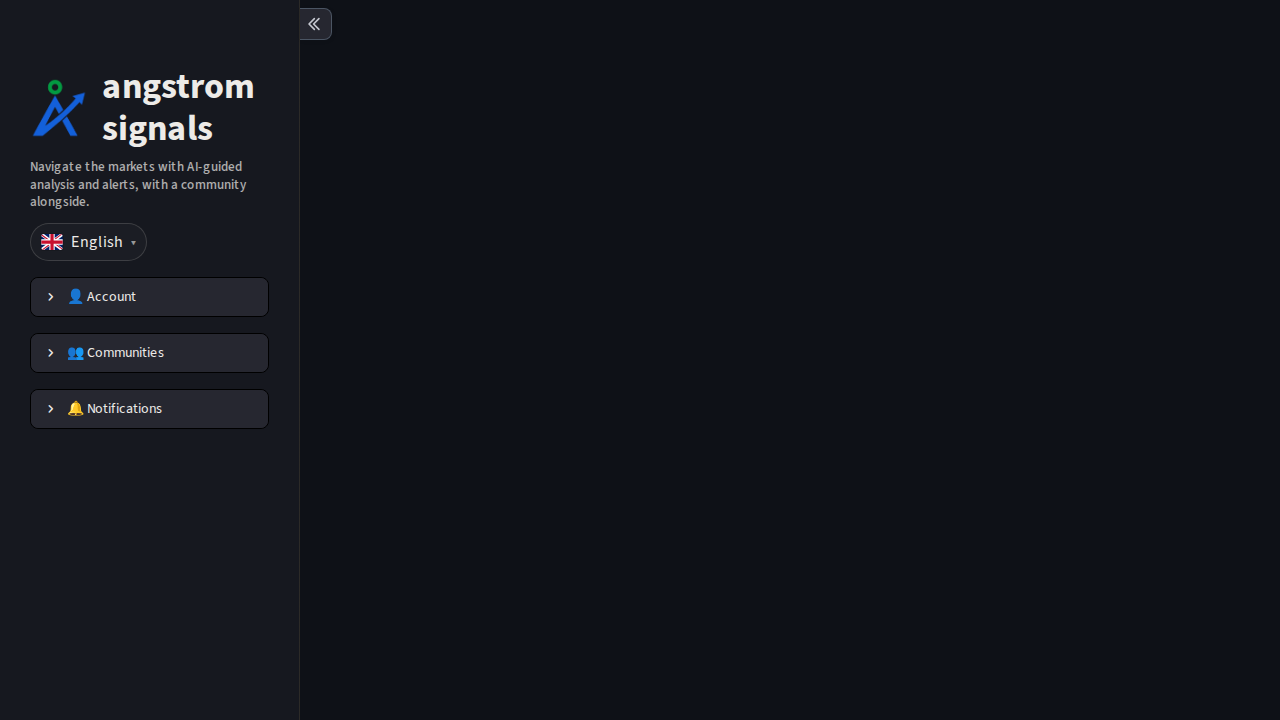 angstrom
signals
Navigate the markets with AI-guided
analysis and alerts, with a community
alongside.
English
Account
Communities
Notifications